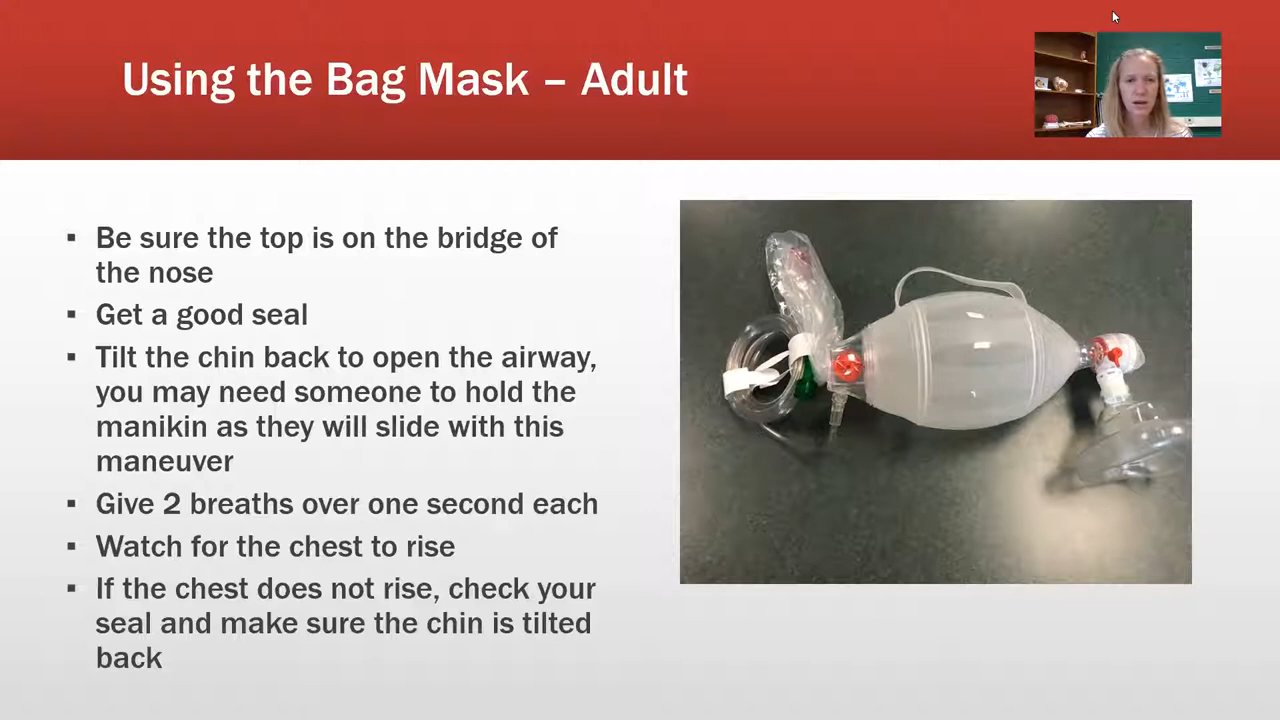 Using the Bag Mask – Adult
▪ Be sure the top is on the bridge of
the nose
▪ Get a good seal
▪ Tilt the chin back to open the airway,
you may need someone to hold the
manikin as they will slide with this
maneuver
▪ Give 2 breaths over one second each
▪ Watch for the chest to rise
▪ If the chest does not rise, check your
seal and make sure the chin is tilted
back